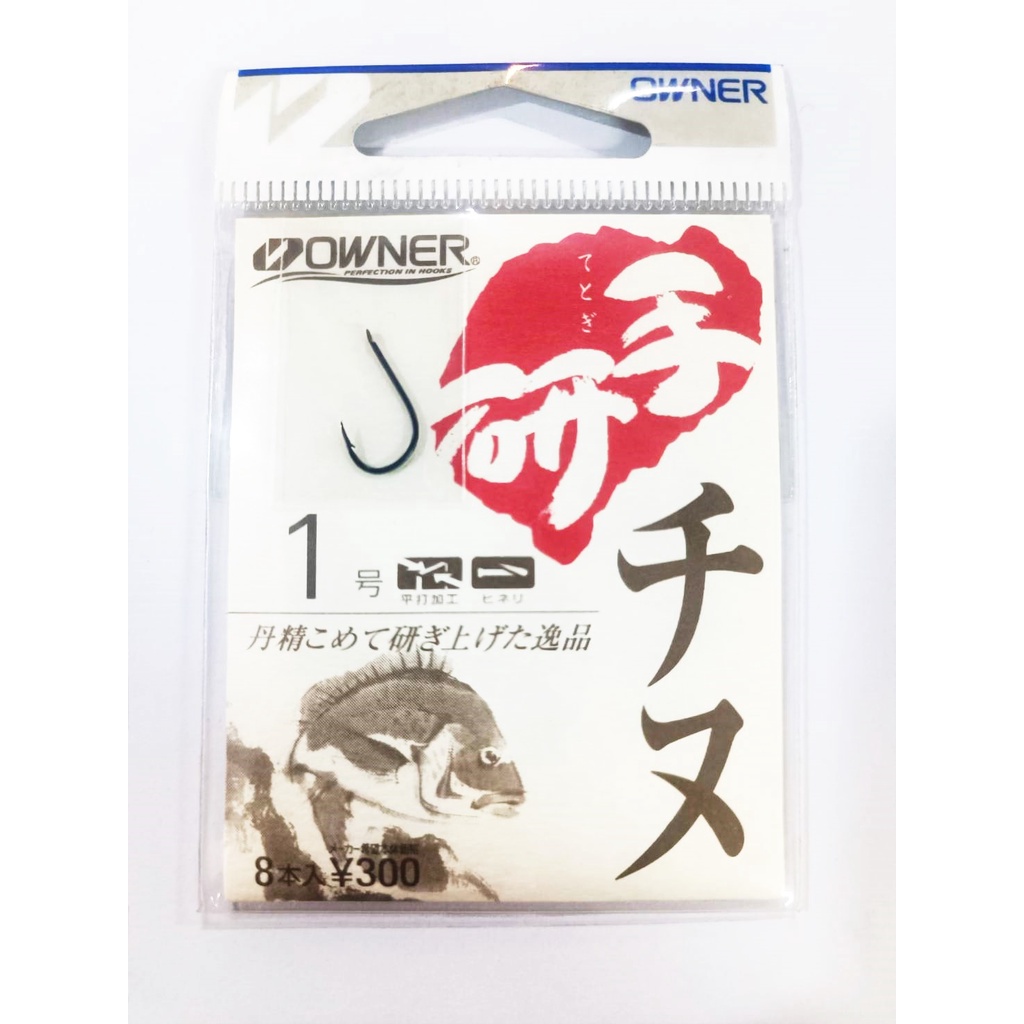 OWNER
OWNER®
PERFECTION IN HOOKS
てとぎ
手研
チヌ
1号
平打加工 ヒネリ
丹精こめて研ぎ上げた逸品
8本入 ¥300